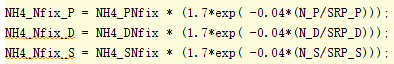 NH4_Nfix_P = NH4_PNfix * (1.7*exp( -0.04*(N_P/SRP_P)));
NH4_Nfix_D = NH4_DNfix * (1.7*exp( -0.04*(N_D/SRP_D)));
NH4_Nfix_S = NH4_SNfix * (1.7*exp( -0.04*(N_S/SRP_S)));